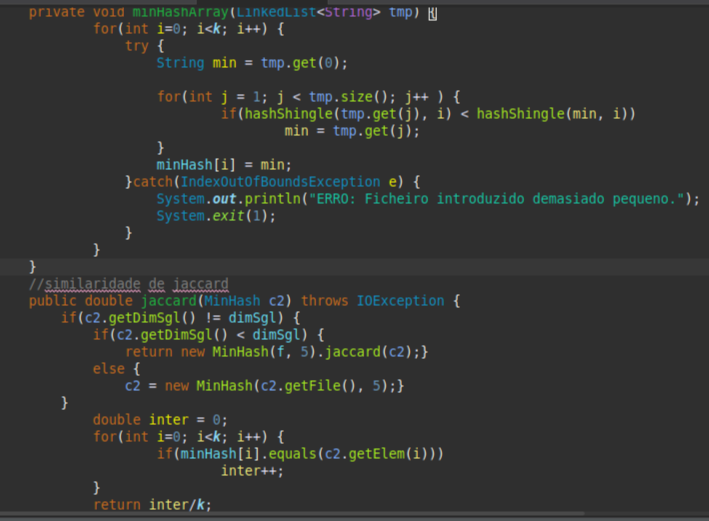 private void minHashArray(LinkedList<String> tmp) {
for(int i=0; i<k; i++) {
try {
String min = tmp.get(0);
for(int j = 1; j < tmp.size(); j++ ) {
if(hashShingle(tmp.get(j), i) < hashShingle(min, i))
min = tmp.get(j);
}
minHash[i] = min;
}catch(IndexOutOfBoundsException e) {
System.out.println("ERRO: Ficheiro introduzido demasiado pequeno.");
System.exit(1);
}
}
}
//similaridade de jaccard
public double jaccard(MinHash c2) throws IOException {
if(c2.getDimSgl() != dimSgl) {
if(c2.getDimSgl() < dimSgl) {
return new MinHash(f, 5).jaccard(c2);}
else {
c2 = new MinHash(c2.getFile(), 5);}
}
double inter = 0;
for(int i=0; i<k; i++) {
if(minHash[i].equals(c2.getElem(i)))
inter++;
}
return inter/k;